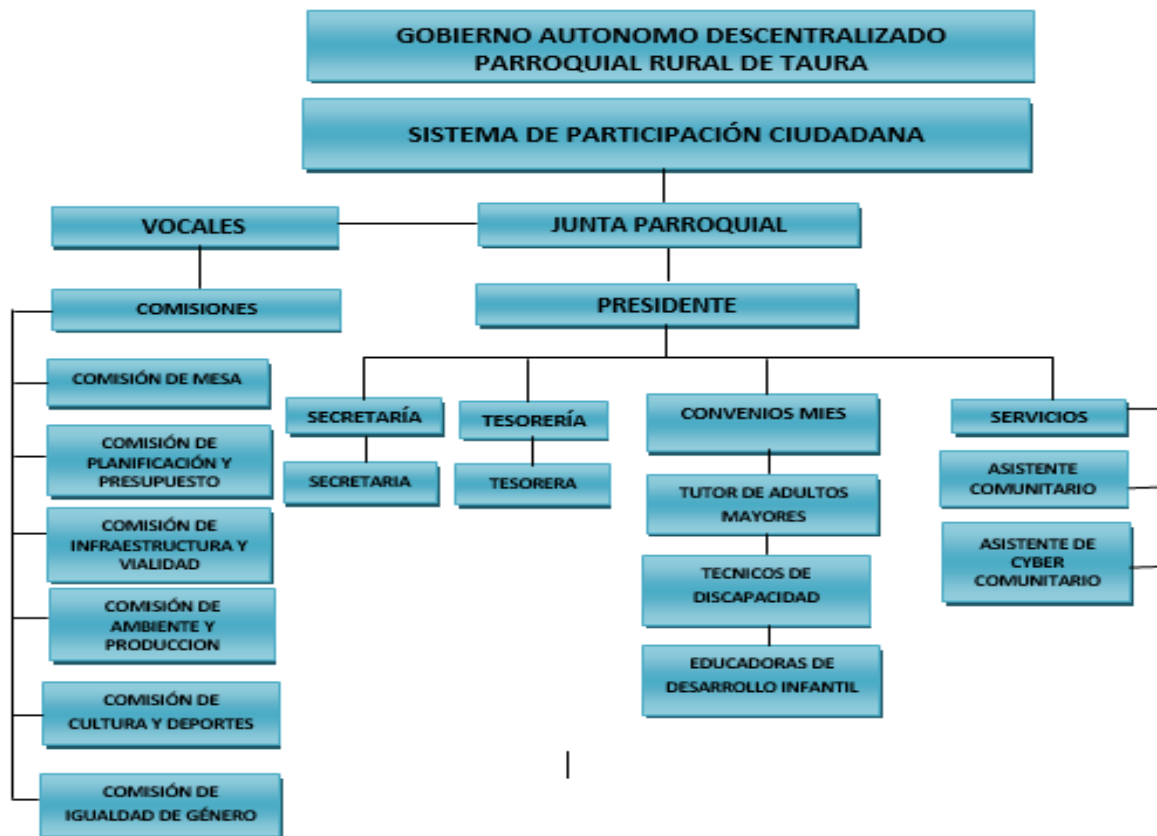 GOBIERNO AUTONOMO DESCENTRALIZADO
PARROQUIAL RURAL DE TAURA
SISTEMA DE PARTICIPACIÓN CIUDADANA
VOCALES
JUNTA PARROQUIAL
COMISIONES
PRESIDENTE
COMISIÓN DE MESA
COMISIÓN DE
PLANIFICACIÓN Y
PRESUPUESTO
COMISIÓN DE
INFRAESTRUCTURA Y
VIALIDAD
COMISIÓN DE
AMBIENTE Y
PRODUCCION
COMISIÓN DE
CULTURA Y DEPORTES
COMISIÓN DE
IGUALDAD DE GÉNERO
SECRETARÍA
SECRETARIA
TESORERÍA
TESORERA
CONVENIOS MIES
TUTOR DE ADULTOS
MAYORES
TECNICOS DE
DISCAPACIDAD
EDUCADORAS DE
DESARROLLO INFANTIL
SERVICIOS
ASISTENTE
COMUNITARIO
ASISTENTE DE
CYBER
COMUNITARIO